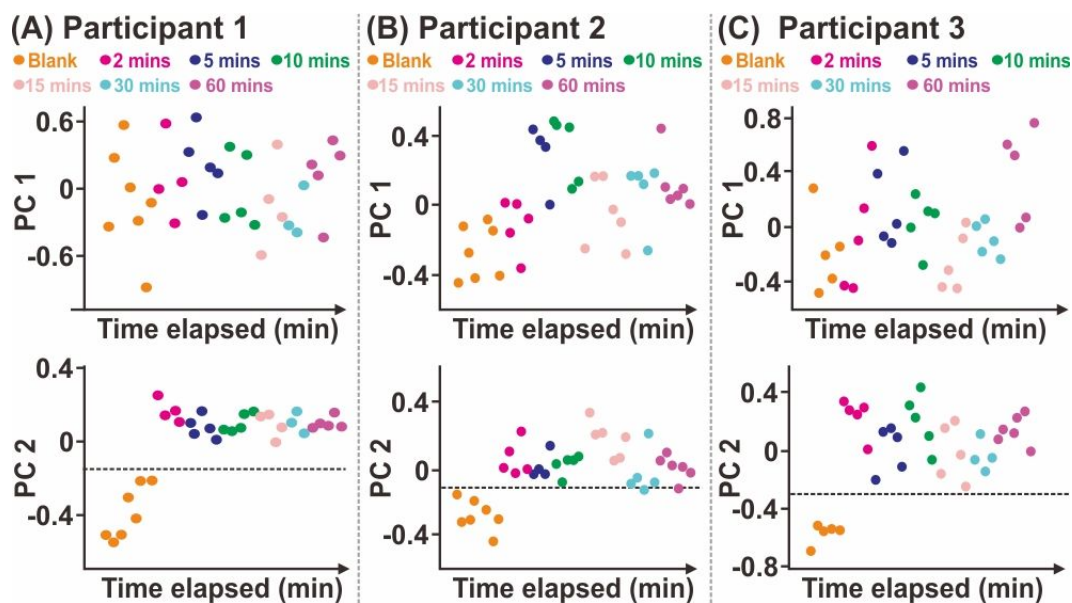 (A) Participant 1
Blank 2 mins 5 mins 10 mins
15 mins 30 mins 60 mins
0.6
0
-0.6
PC 1
Time elapsed (min)
0.4
0
-0.4
PC 2
Time elapsed (min)
(B) Participant 2
Blank 2 mins 5 mins 10 mins
15 mins 30 mins 60 mins
0.4
0
-0.4
PC 1
Time elapsed (min)
0.4
0
-0.4
PC 2
Time elapsed (min)
(C) Participant 3
Blank 2 mins 5 mins 10 mins
15 mins 30 mins 60 mins
0.8
0.4
0
-0.4
PC 1
Time elapsed (min)
0.4
0
-0.4
-0.8
PC 2
Time elapsed (min)